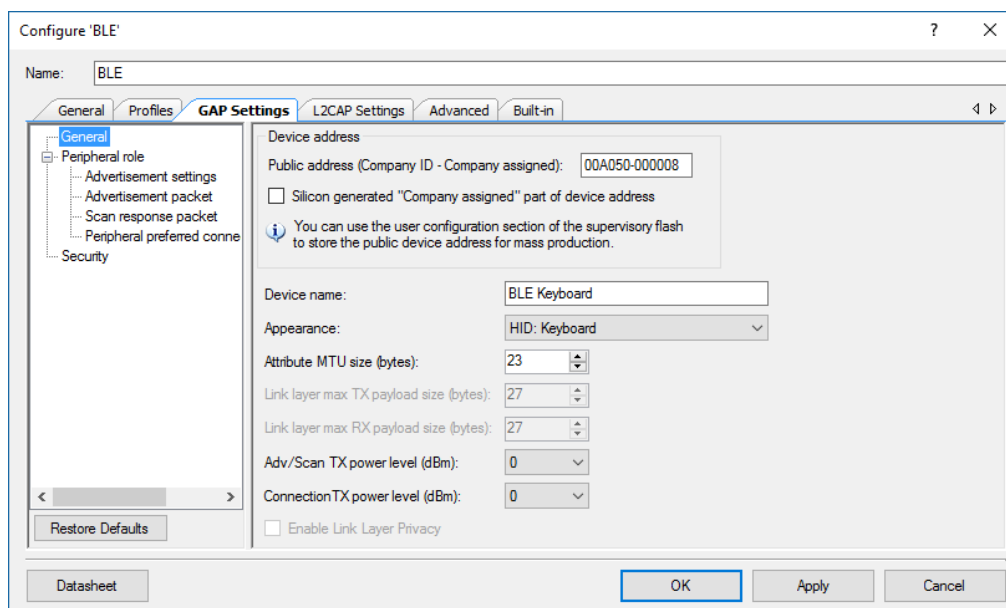 Configure 'BLE'
?
Name: BLE
General Profiles GAP Settings L2CAP Settings Advanced Built-in
General
Peripheral role
Advertisement settings
Advertisement packet
Scan response packet
Peripheral preferred conne
Security
Restore Defaults
Device address
Public address (Company ID - Company assigned): 00A050-000008
Silicon generated "Company assigned" part of device address
You can use the user configuration section of the supervisory flash
to store the public device address for mass production.
Device name: BLE Keyboard
Appearance: HID: Keyboard
Attribute MTU size (bytes): 23
Link layer max TX payload size (bytes): 27
Link layer max RX payload size (bytes): 27
Adv/Scan TX power level (dBm): 0
ConnectionTX power level (dBm): 0
Enable Link Layer Privacy
Datasheet OK Apply Cancel